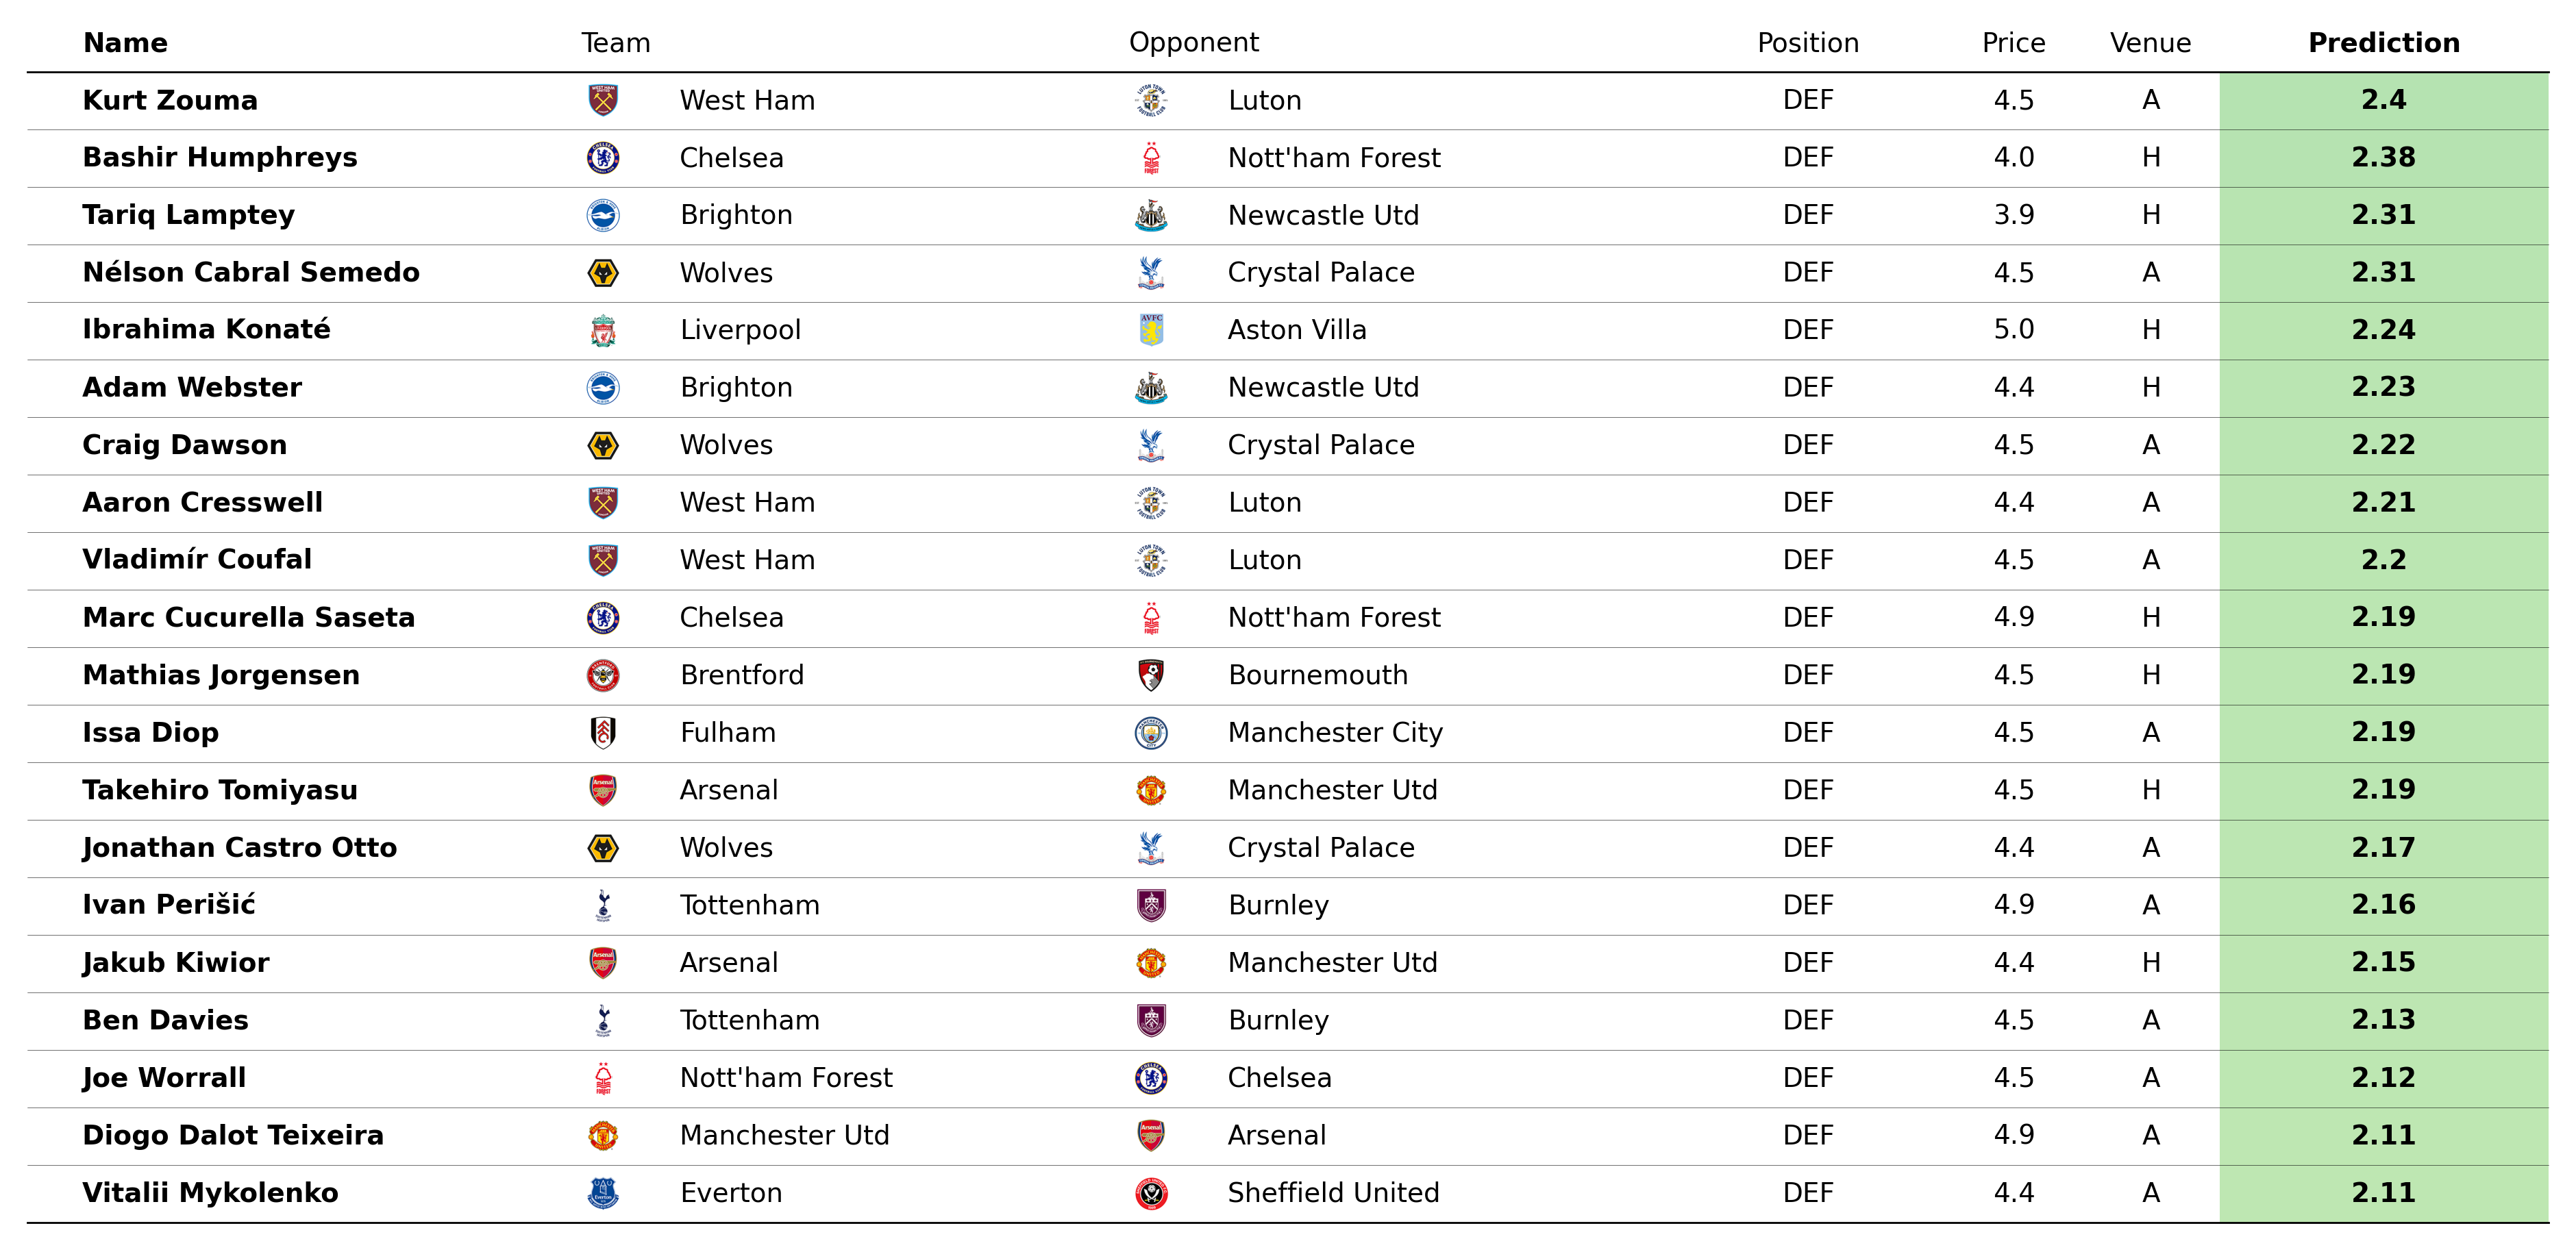 Name Team Opponent Position Price Venue Prediction
Kurt Zouma West Ham Luton DEF 4.5 A 2.4
Bashir Humphreys Chelsea Nott'ham Forest DEF 4.0 H 2.38
Tariq Lamptey Brighton Newcastle Utd DEF 3.9 H 2.31
Nélson Cabral Semedo Wolves Crystal Palace DEF 4.5 A 2.31
Ibrahima Konaté Liverpool Aston Villa DEF 5.0 H 2.24
Adam Webster Brighton Newcastle Utd DEF 4.4 H 2.23
Craig Dawson Wolves Crystal Palace DEF 4.5 A 2.22
Aaron Cresswell West Ham Luton DEF 4.4 A 2.21
Vladimír Coufal West Ham Luton DEF 4.5 A 2.2
Marc Cucurella Saseta Chelsea Nott'ham Forest DEF 4.9 H 2.19
Mathias Jorgensen Brentford Bournemouth DEF 4.5 H 2.19
Issa Diop Fulham Manchester City DEF 4.5 A 2.19
Takehiro Tomiyasu Arsenal Manchester Utd DEF 4.5 H 2.19
Jonathan Castro Otto Wolves Crystal Palace DEF 4.4 A 2.17
Ivan Perišić Tottenham Burnley DEF 4.9 A 2.16
Jakub Kiwior Arsenal Manchester Utd DEF 4.4 H 2.15
Ben Davies Tottenham Burnley DEF 4.5 A 2.13
Joe Worrall Nott'ham Forest Chelsea DEF 4.5 A 2.12
Diogo Dalot Teixeira Manchester Utd Arsenal DEF 4.9 A 2.11
Vitalii Mykolenko Everton Sheffield United DEF 4.4 A 2.11